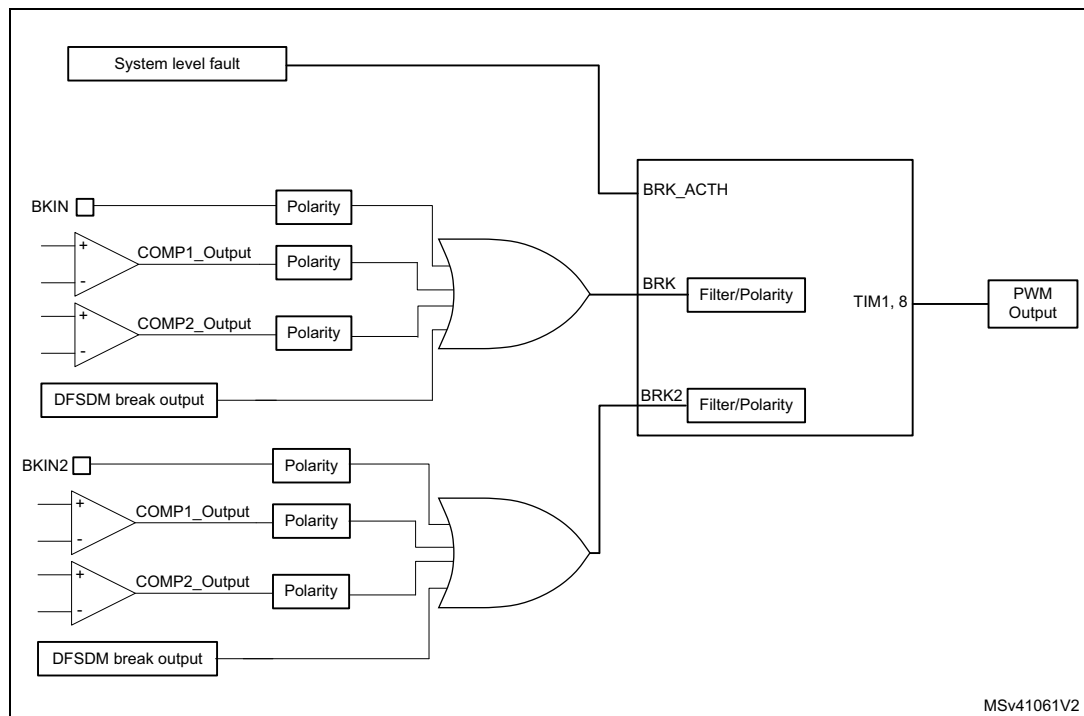 System level fault
BRK_ACTH
BKIN
Polarity
+
COMP1_Output
Polarity
-
BRK
Filter/Polarity
TIM1, 8
PWM
Output
+
COMP2_Output
Polarity
-
DFSDM break output
BRK2
Filter/Polarity
BKIN2
Polarity
+
COMP1_Output
Polarity
-
+
COMP2_Output
Polarity
-
DFSDM break output
MSv41061V2